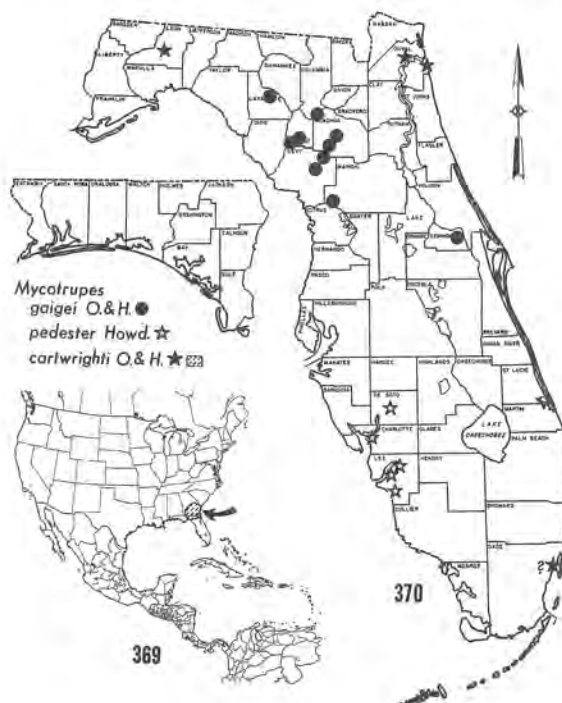 GADSDEN
LEON
JEFFERSON
MADISON
HAMILTON
NASSAU
BAKER
DUVAL
LIBERTY
WAKULLA
TAYLOR
SUWANNEE
COLUMBIA
UNION
BRADFORD
CLAY
ST JOHNS
FRANKLIN
LAFAYETTE
DIXIE
ALACHUA
PUTNAM
FLAGLER
LEVY
MARION
VOLUSIA
ESCAMBIA
SANTA ROSA
OKALOOSA
WALTON
HOLMES
JACKSON
WASHINGTON
BAY
CALHOUN
GULF
CITRUS
SUMTER
LAKE
HERNANDO
ORANGE
SEMINOLE
PASCO
OSCEOLA
POLK
HILLSBOROUGH
PINELLAS
BREVARD
INDIAN RIVER
Mycotrupes
gaigei O.&H.
pedester Howd.
cartwrighti O.&H.
MANATEE
HARDEE
HIGHLANDS
OKEECHOBEE
ST LUCIE
SARASOTA
DE SOTO
MARTIN
CHARLOTTE
GLADES
LAKE
OKEECHOBEE
PALM BEACH
LEE
HENDRY
COLLIER
BROWARD
DADE
MONROE
?
369
370